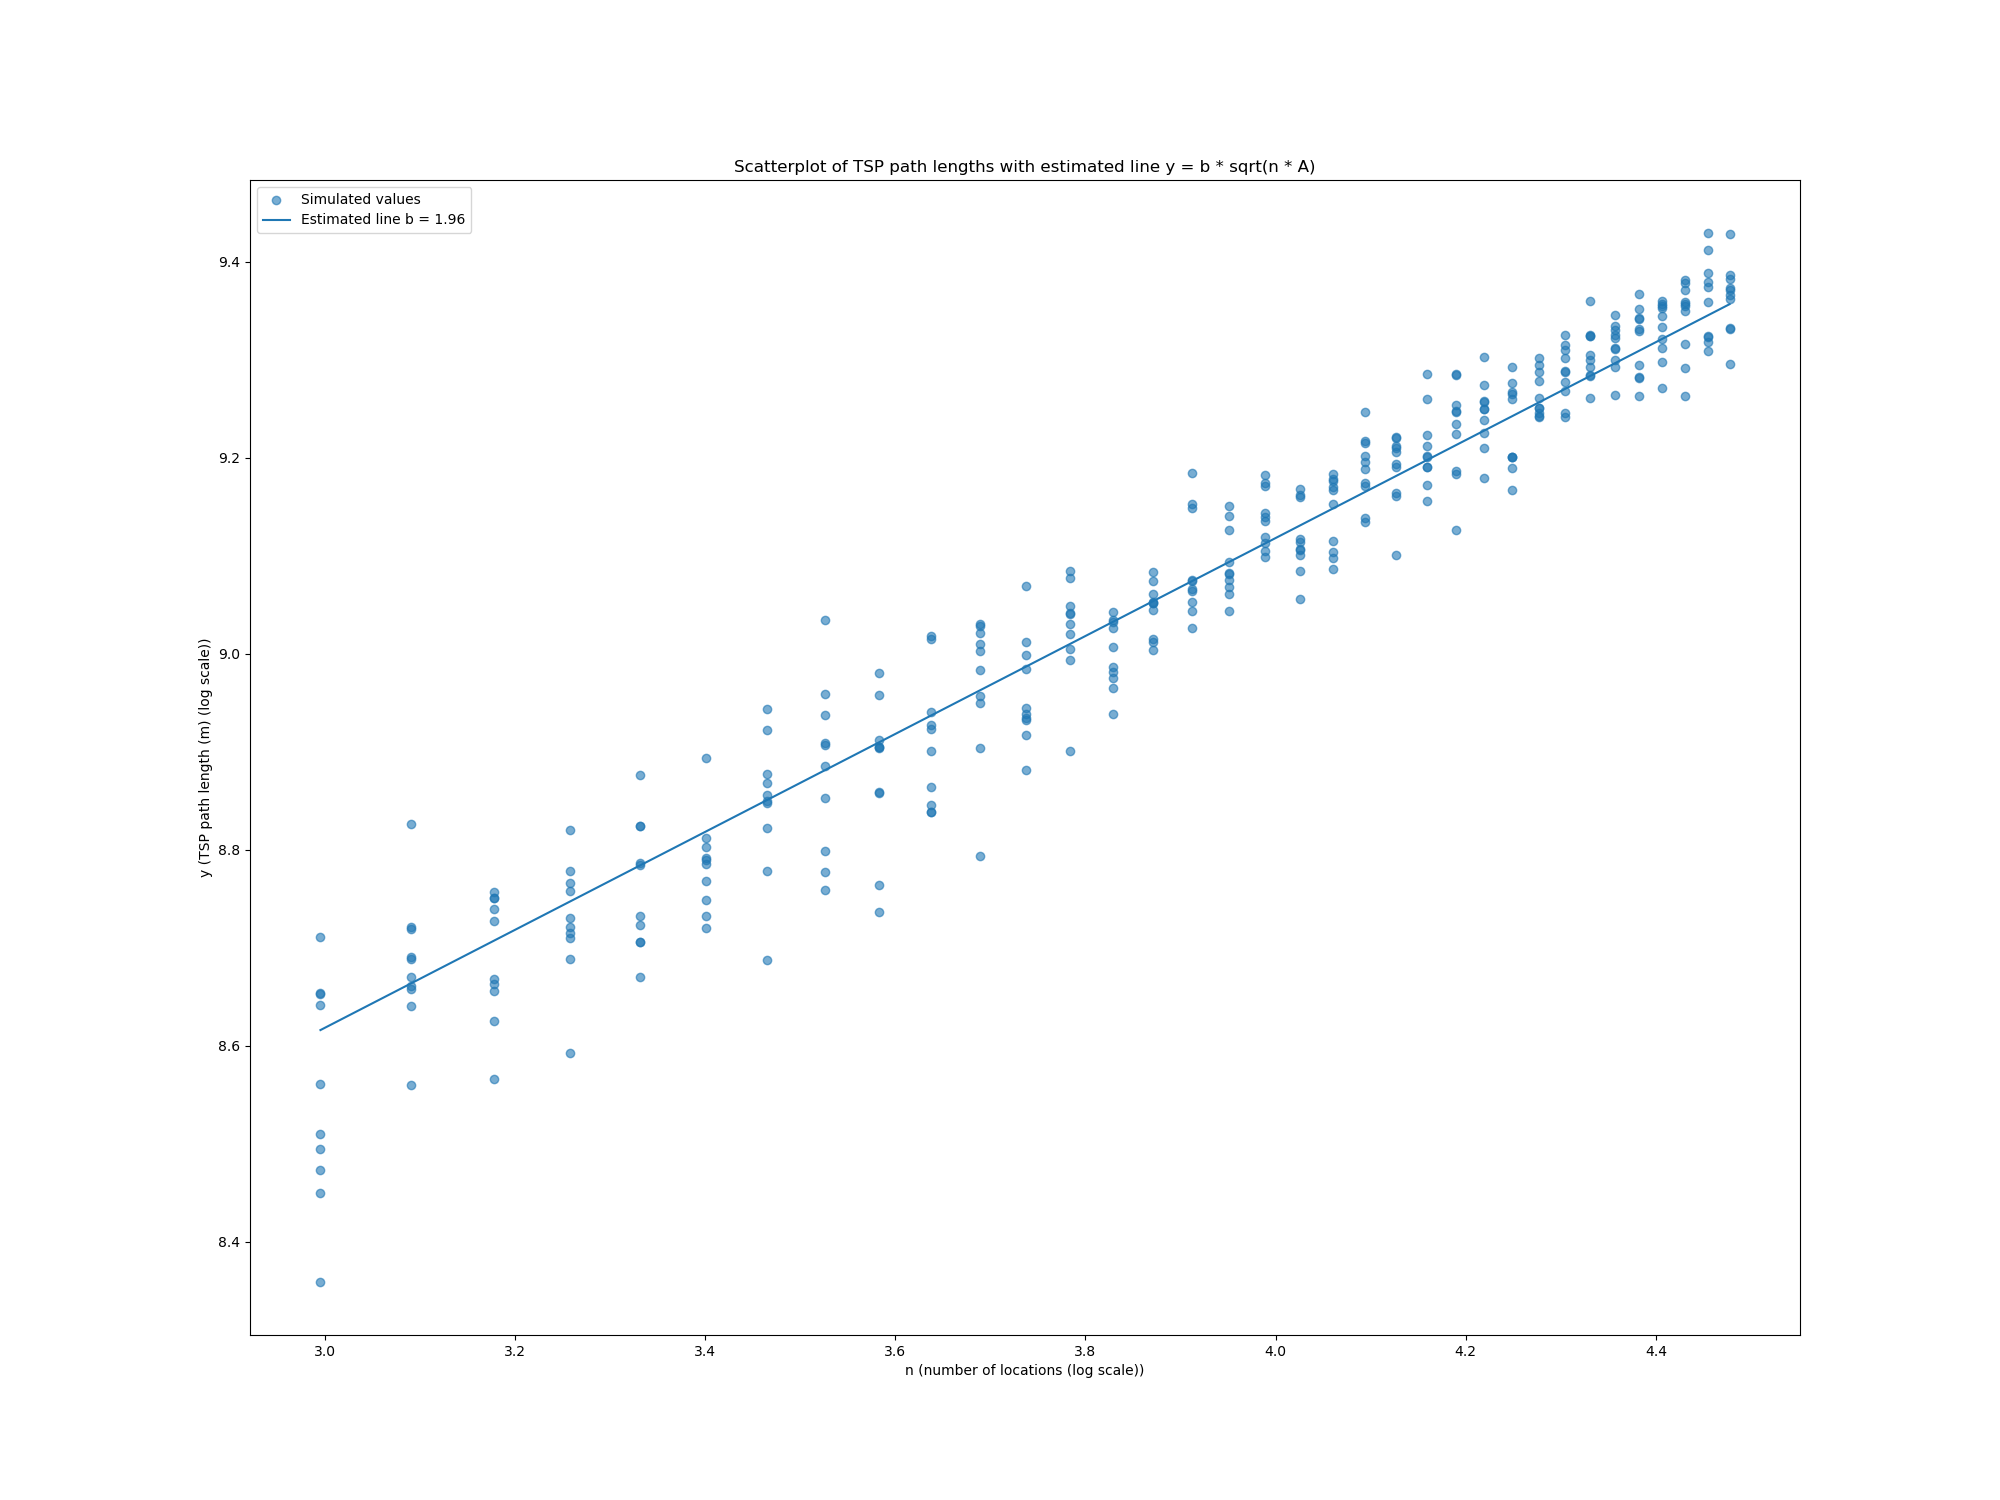 Scatterplot of TSP path lengths with estimated line y = b * sqrt(n * A)
Simulated values
Estimated line b = 1.96
9.4
9.2
9.0
8.8
8.6
8.4
y (TSP path length (m) (log scale))
3.0 3.2 3.4 3.6 3.8 4.0 4.2 4.4
n (number of locations (log scale))